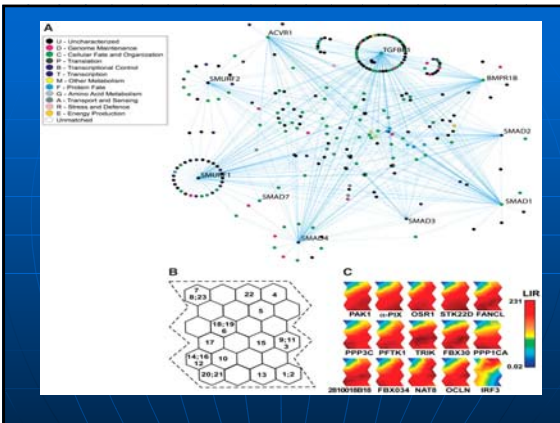 A
U - Uncharacterized
D - Genome Maintenance
C - Cellular Fate and Organization
P - Translation
B - Transcriptional Control
T - Transcription
M - Other Metabolism
F - Protein Fate
G - Amino Acid Metabolism
A - Transport and Sensing
R - Stress and Defence
E - Energy Production
Unmatched
ACVR1
SMURF2
BMPR1B
SMAD2
SMURF1
SMAD7
SMAD1
SMAD3
SMAD4
B
7
8;23
22
4
5
18;19
6
17
15
9;11
3
14;16
12
10
20;21
13
1;2
C
LIR
231
0.02
PAK1 α-PIX OSR1 STK22D FANCL
PPP3C PFTK1 TRIK FBX30 PPP1CA
FBXO34 NAT8 OCLN IRF3